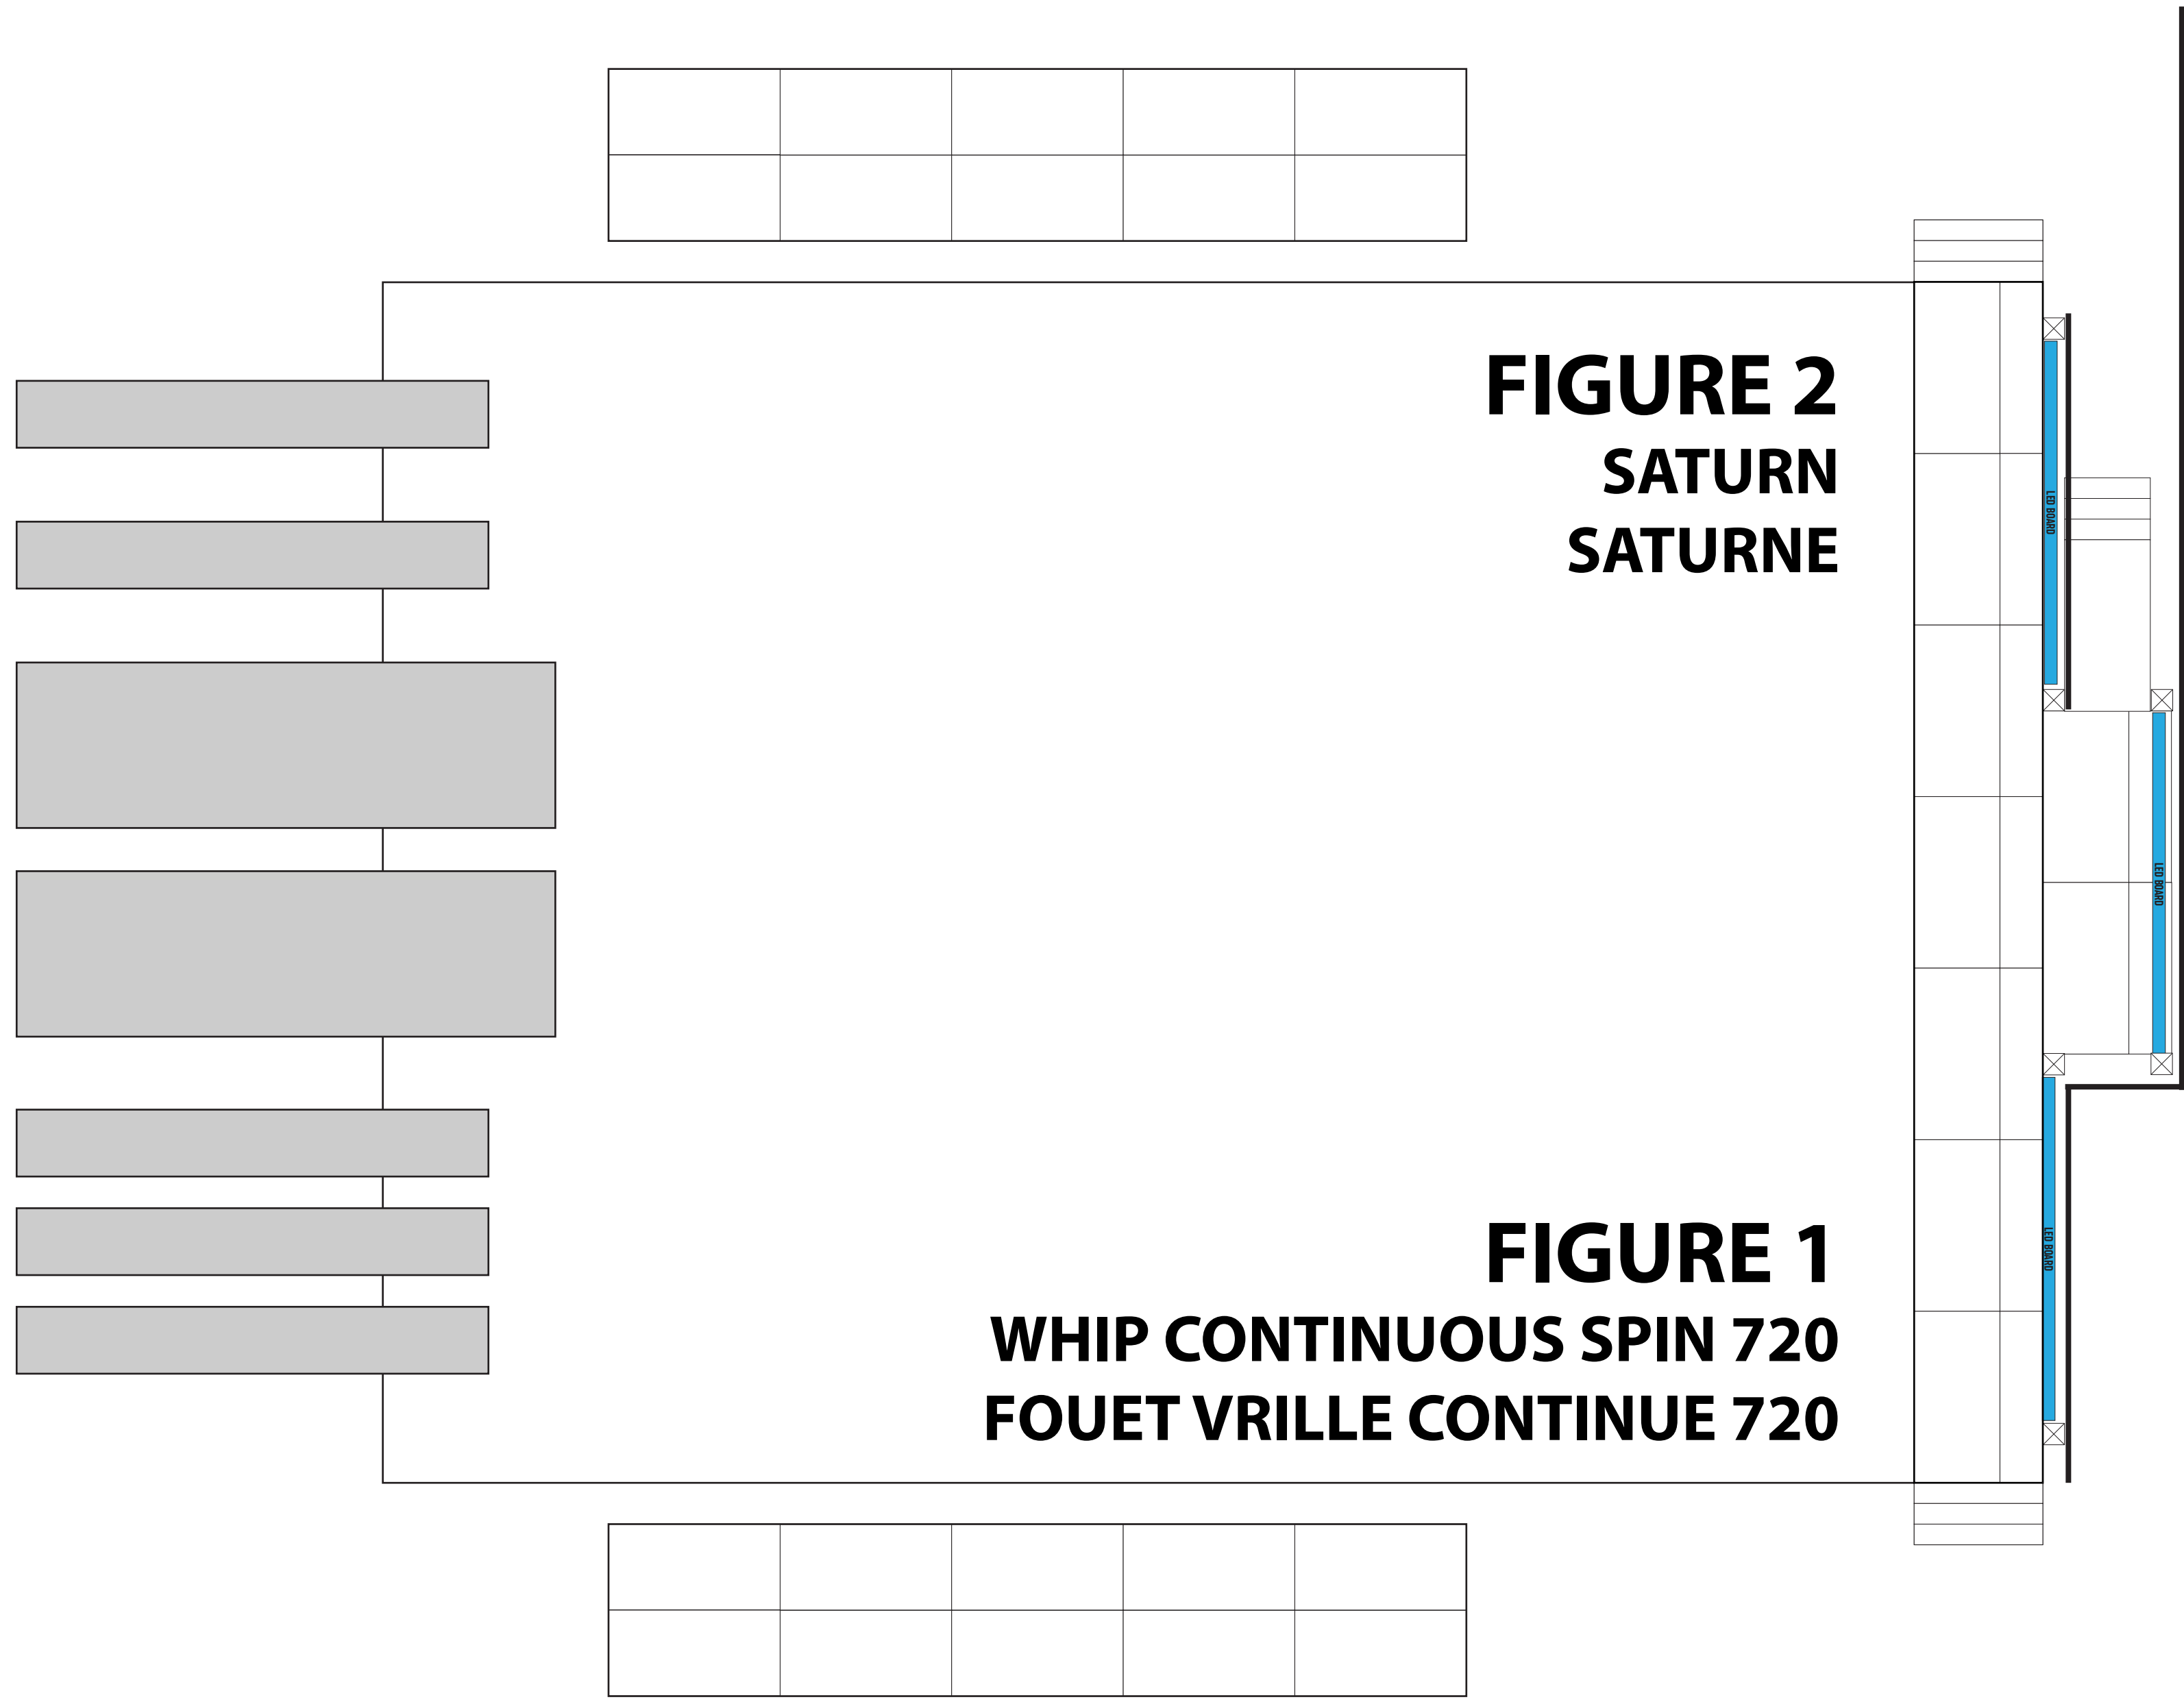 FIGURE 2
SATURN
SATURNE
LED BOARD
LED BOARD
FIGURE 1
WHIP CONTINUOUS SPIN 720
FOUET VRILLE CONTINUE 720
LED BOARD